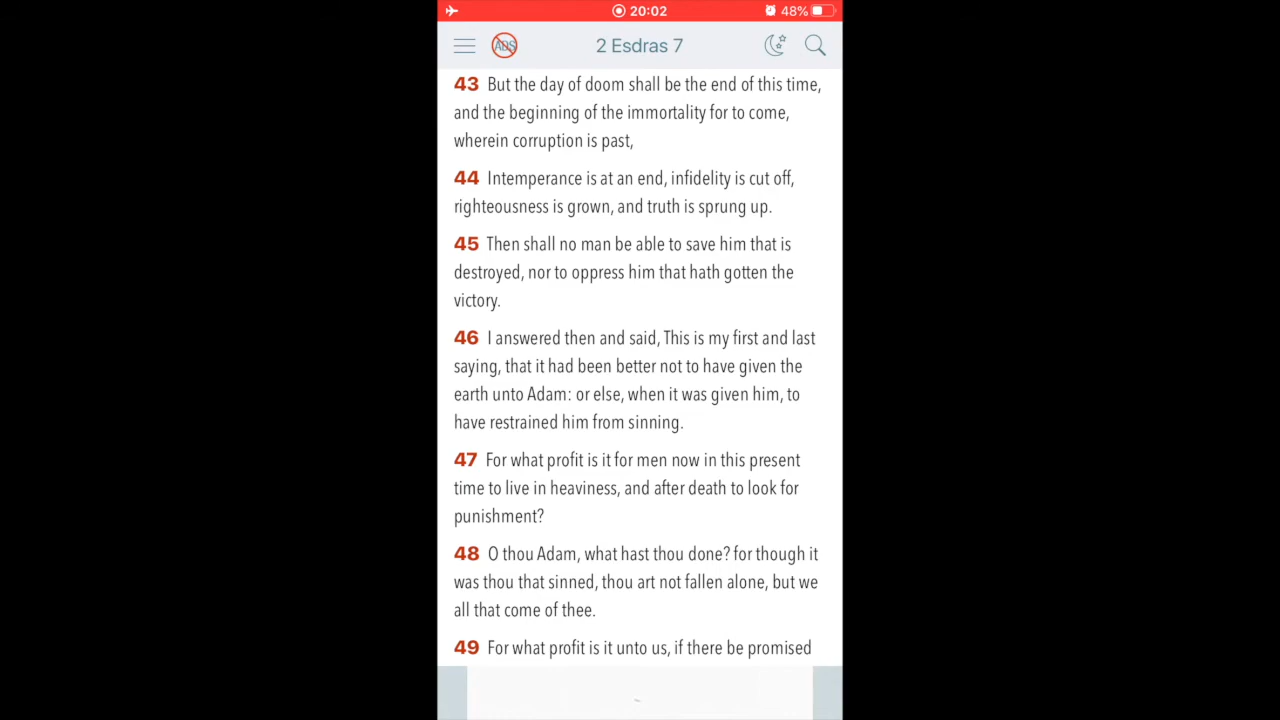 20:02
48%
ADS
2 Esdras 7
43 But the day of doom shall be the end of this time,
and the beginning of the immortality for to come,
wherein corruption is past,
44 Intemperance is at an end, infidelity is cut off,
righteousness is grown, and truth is sprung up.
45 Then shall no man be able to save him that is
destroyed, nor to oppress him that hath gotten the
victory.
46 I answered then and said, This is my first and last
saying, that it had been better not to have given the
earth unto Adam: or else, when it was given him, to
have restrained him from sinning.
47 For what profit is it for men now in this present
time to live in heaviness, and after death to look for
punishment?
48 O thou Adam, what hast thou done? for though it
was thou that sinned, thou art not fallen alone, but we
all that come of thee.
49 For what profit is it unto us, if there be promised